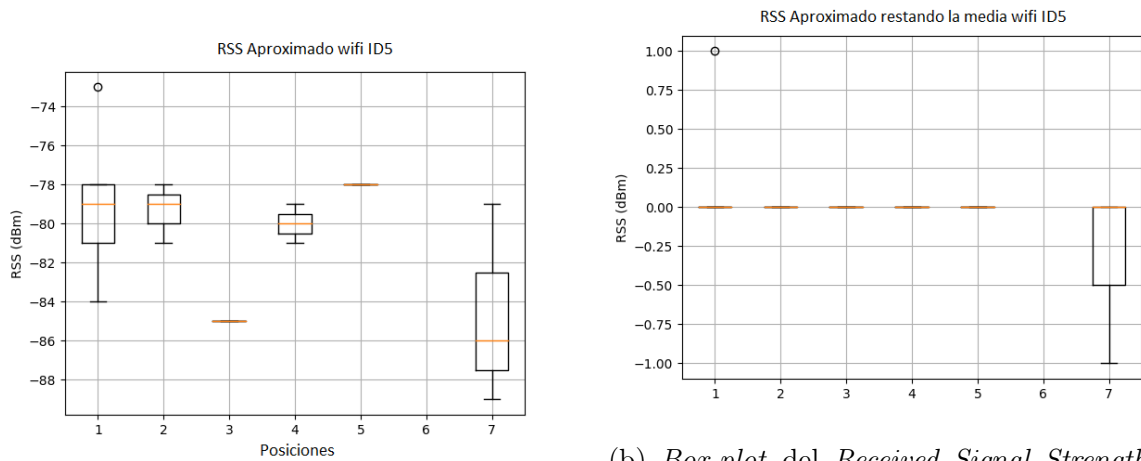 RSS Aproximado wifi ID5
−74
−76
−78
−80
−82
−84
−86
−88
RSS (dBm)
1 2 3 4 5 6 7
Posiciones
RSS Aproximado restando la media wifi ID5
1.00
0.75
0.50
0.25
0.00
−0.25
−0.50
−0.75
−1.00
RSS (dBm)
1 2 3 4 5 6 7
(b) Box-plot del Received Signal Strength